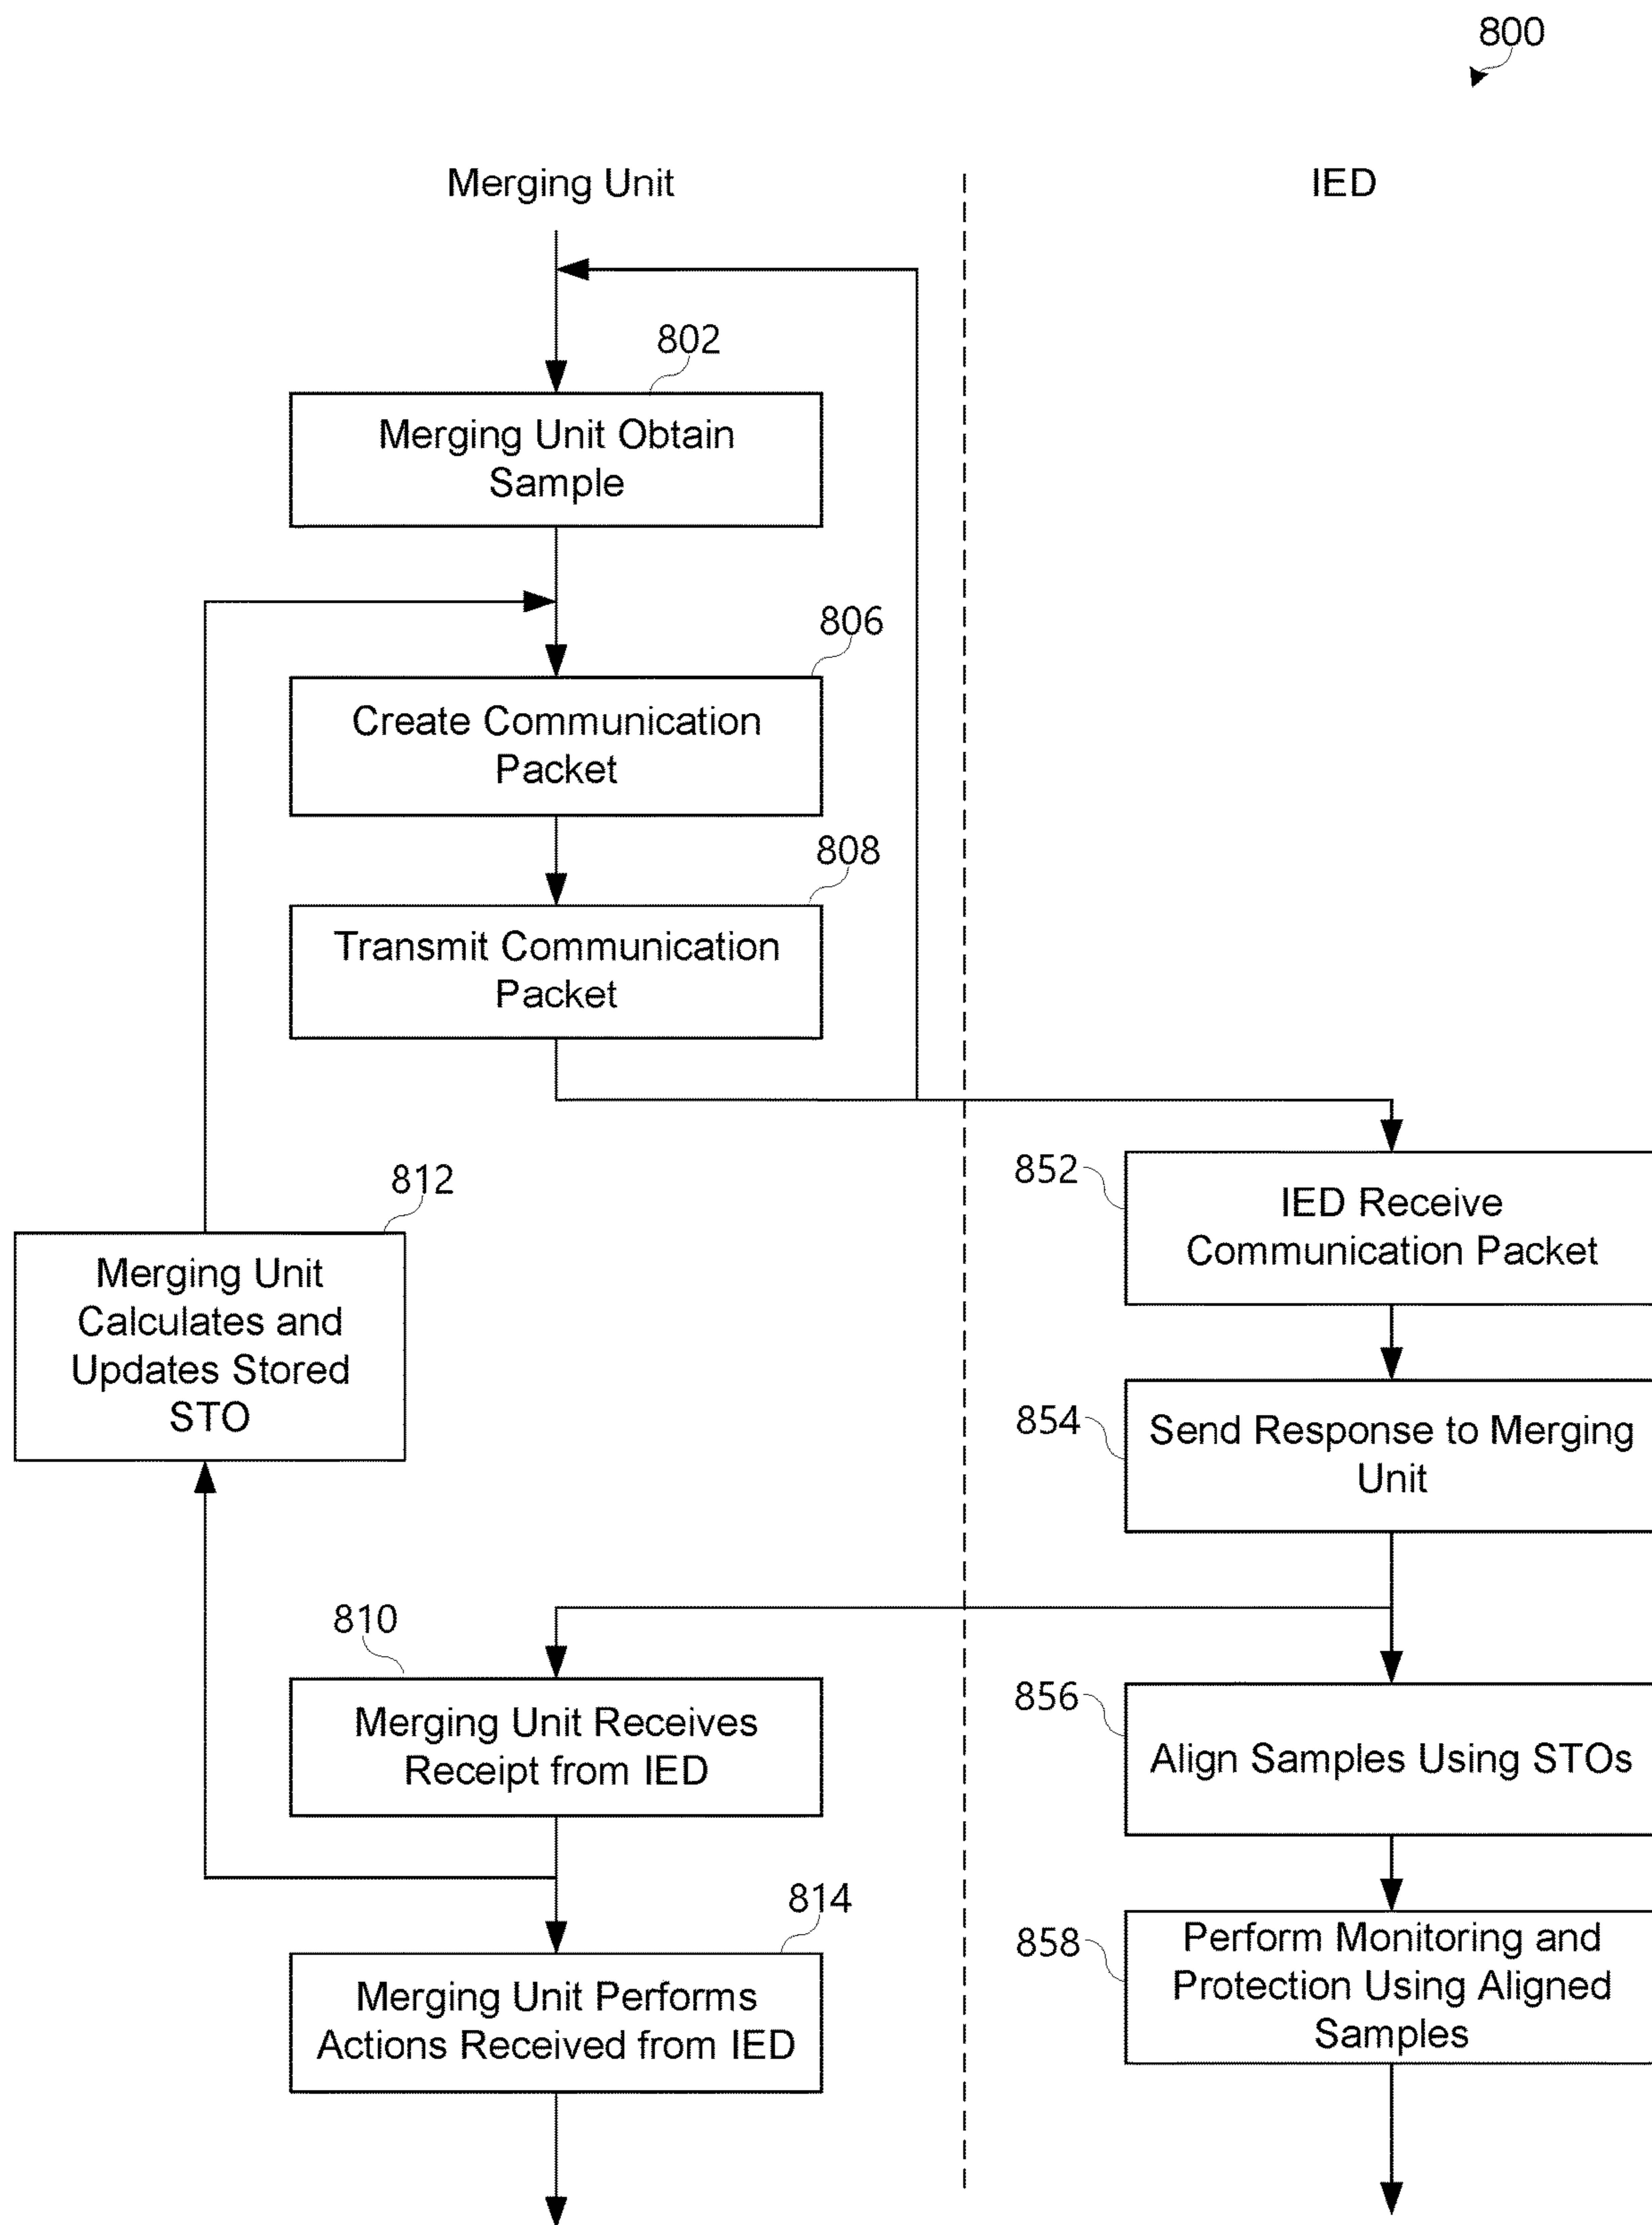 800
Merging Unit
IED
802
Merging Unit Obtain
Sample
806
Create Communication
Packet
808
Transmit Communication
Packet
812
Merging Unit
Calculates and
Updates Stored
STO
852
IED Receive
Communication Packet
854
Send Response to Merging
Unit
810
Merging Unit Receives
Receipt from IED
856
Align Samples Using STOs
814
Merging Unit Performs
Actions Received from IED
858
Perform Monitoring and
Protection Using Aligned
Samples